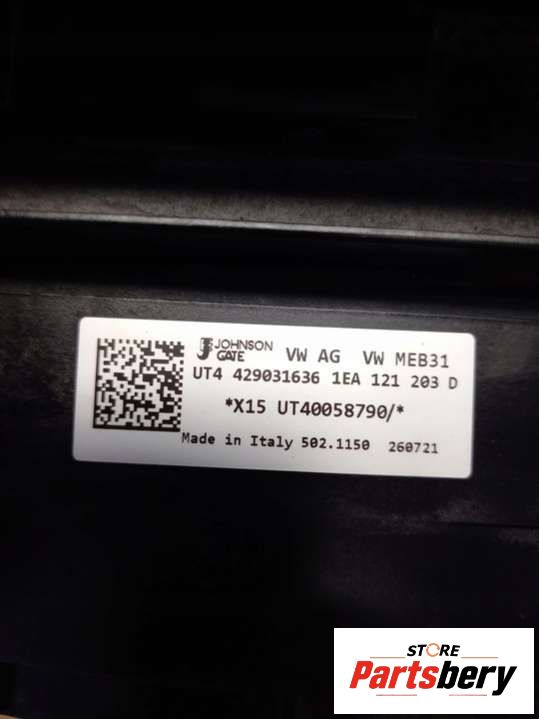 JOHNSON
GATE
VW AG VW MEB31
UT4 429031636 1EA 121 203 D
*X15 UT40058790/*
Made in Italy 502.1150 260721
STORE
Partsbery